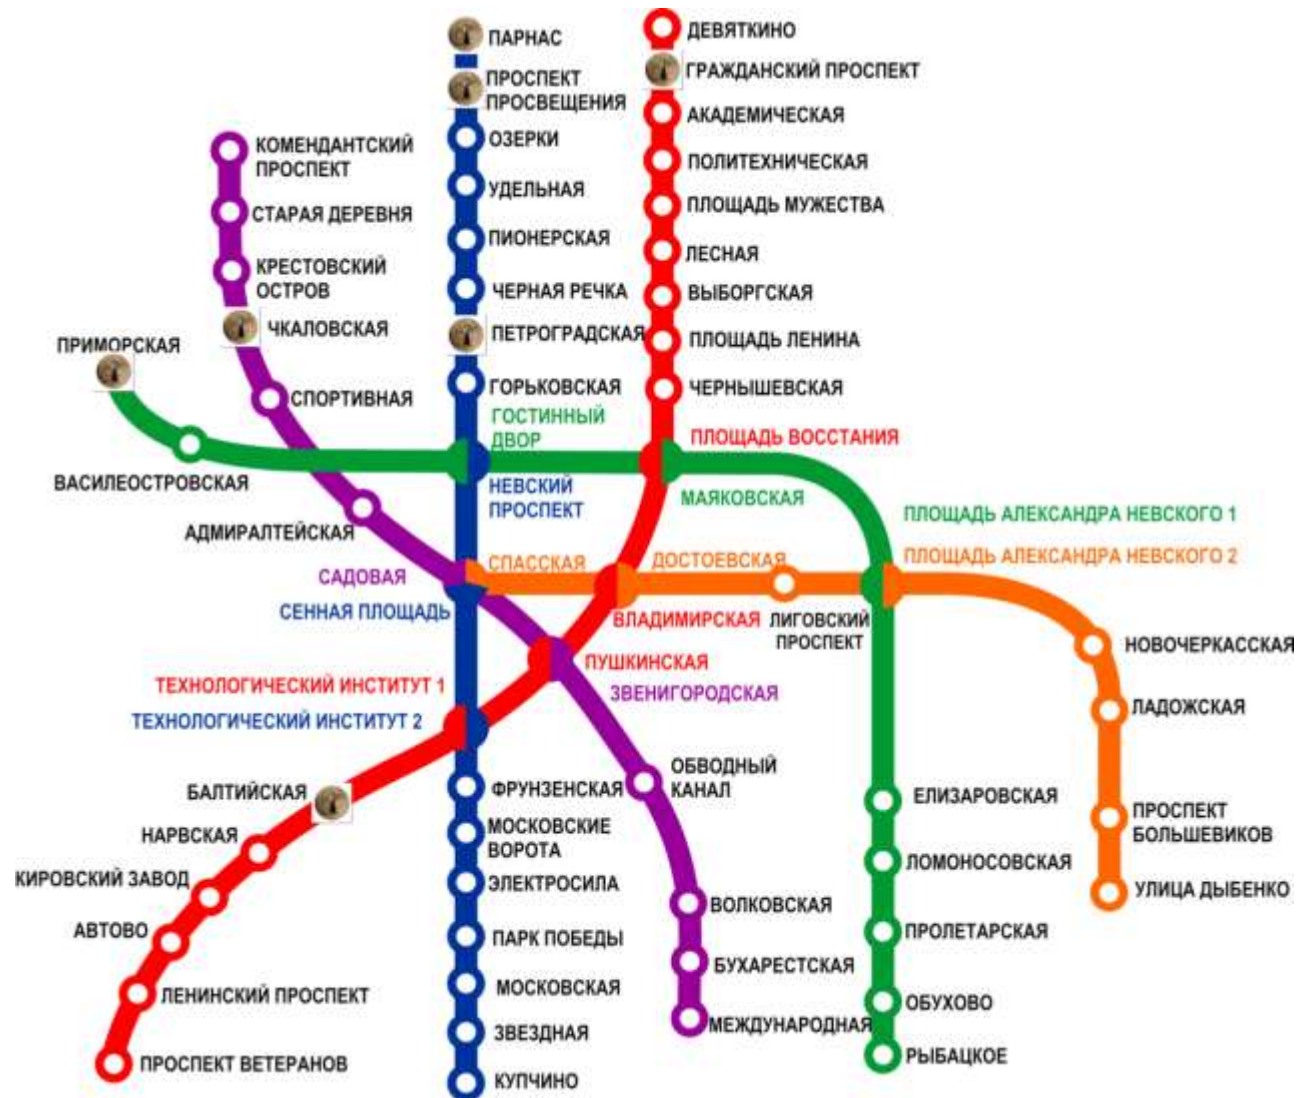 ПАРНАС
ПРОСПЕКТ
ПРОСВЕЩЕНИЯ
ОЗЕРКИ
УДЕЛЬНАЯ
ПИОНЕРСКАЯ
ЧЕРНАЯ РЕЧКА
ПЕТРОГРАДСКАЯ
ГОРЬКОВСКАЯ
ГОСТИННЫЙ
ДВОР
НЕВСКИЙ
ПРОСПЕКТ
ДЕВЯТКИНО
ГРАЖДАНСКИЙ ПРОСПЕКТ
АКАДЕМИЧЕСКАЯ
ПОЛИТЕХНИЧЕСКАЯ
ПЛОЩАДЬ МУЖЕСТВА
ЛЕСНАЯ
ВЫБОРГСКАЯ
ПЛОЩАДЬ ЛЕНИНА
ЧЕРНЫШЕВСКАЯ
ПЛОЩАДЬ ВОССТАНИЯ
МАЯКОВСКАЯ
КОМЕНДАНТСКИЙ
ПРОСПЕКТ
СТАРАЯ ДЕРЕВНЯ
КРЕСТОВСКИЙ
ОСТРОВ
ЧКАЛОВСКАЯ
СПОРТИВНАЯ
ПРИМОРСКАЯ
ВАСИЛЕОСТРОВСКАЯ
АДМИРАЛТЕЙСКАЯ
САДОВАЯ
СЕННАЯ ПЛОЩАДЬ
СПАССКАЯ
ДОСТОЕВСКАЯ
ВЛАДИМИРСКАЯ
ЛИГОВСКИЙ
ПРОСПЕКТ
ПЛОЩАДЬ АЛЕКСАНДРА НЕВСКОГО 1
ПЛОЩАДЬ АЛЕКСАНДРА НЕВСКОГО 2
НОВОЧЕРКАССКАЯ
ЛАДОЖСКАЯ
ПРОСПЕКТ
БОЛЬШЕВИКОВ
УЛИЦА ДЫБЕНКО
ПУШКИНСКАЯ
ЗВЕНИГОРОДСКАЯ
ТЕХНОЛОГИЧЕСКИЙ ИНСТИТУТ 1
ТЕХНОЛОГИЧЕСКИЙ ИНСТИТУТ 2
БАЛТИЙСКАЯ
НАРВСКАЯ
КИРОВСКИЙ ЗАВОД
АВТОВО
ЛЕНИНСКИЙ ПРОСПЕКТ
ПРОСПЕКТ ВЕТЕРАНОВ
ФРУНЗЕНСКАЯ
МОСКОВСКИЕ
ВОРОТА
ЭЛЕКТРОСИЛА
ПАРК ПОБЕДЫ
МОСКОВСКАЯ
ЗВЕЗДНАЯ
КУПЧИНО
ОБВОДНЫЙ
КАНАЛ
ВОЛКОВСКАЯ
БУХАРЕСТСКАЯ
МЕЖДУНАРОДНАЯ
ЕЛИЗАРОВСКАЯ
ЛОМОНОСОВСКАЯ
ПРОЛЕТАРСКАЯ
ОБУХОВО
РЫБАЦКОЕ